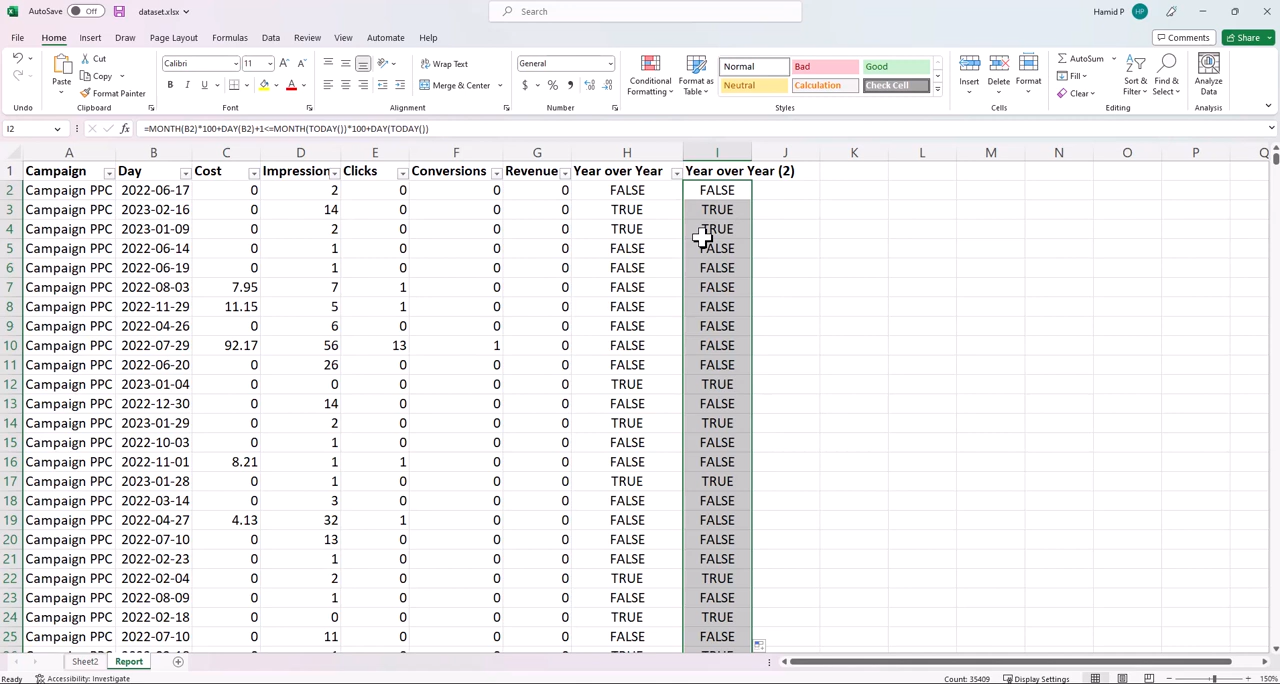 AutoSave Off dataset.xlsx Search Hamid P HP
File Home Insert Draw Page Layout Formulas Data Review View Automate Help Comments Share
Undo
Paste Cut Copy Format Painter Clipboard
Calibri 11 B U A Font
Wrap Text Merge & Center Alignment
General $ % Number
Conditional Formatting Format as Table
Normal Bad Good
Neutral Calculation Check Cell
Styles
Insert Delete Format Cells
AutoSum Fill Clear Sort & Filter Find & Select Editing
Analyze Data Analysis
I2 fx =MONTH(B2)*100+DAY(B2)+1<=MONTH(TODAY())*100+DAY(TODAY())
A B C D E F G H I J K L M N O P Q
1 Campaign Day Cost Impression Clicks Conversions Revenue Year over Year Year over Year (2)
2 Campaign PPC 2022-06-17 0 2 0 0 0 FALSE FALSE
3 Campaign PPC 2023-02-16 0 14 0 0 0 TRUE TRUE
4 Campaign PPC 2023-01-09 0 2 0 0 0 TRUE TRUE
5 Campaign PPC 2022-06-14 0 1 0 0 0 FALSE FALSE
6 Campaign PPC 2022-06-19 0 1 0 0 0 FALSE FALSE
7 Campaign PPC 2022-08-03 7.95 7 1 0 0 FALSE FALSE
8 Campaign PPC 2022-11-29 11.15 5 1 0 0 FALSE FALSE
9 Campaign PPC 2022-04-26 0 6 0 0 0 FALSE FALSE
10 Campaign PPC 2022-07-29 92.17 56 13 1 0 FALSE FALSE
11 Campaign PPC 2022-06-20 0 26 0 0 0 FALSE FALSE
12 Campaign PPC 2023-01-04 0 0 0 0 0 TRUE TRUE
13 Campaign PPC 2022-12-30 0 14 0 0 0 FALSE FALSE
14 Campaign PPC 2023-01-29 0 2 0 0 0 TRUE TRUE
15 Campaign PPC 2022-10-03 0 1 0 0 0 FALSE FALSE
16 Campaign PPC 2022-11-01 8.21 1 1 0 0 FALSE FALSE
17 Campaign PPC 2023-01-28 0 1 0 0 0 TRUE TRUE
18 Campaign PPC 2022-03-14 0 3 0 0 0 FALSE FALSE
19 Campaign PPC 2022-04-27 4.13 32 1 0 0 FALSE FALSE
20 Campaign PPC 2022-07-10 0 13 0 0 0 FALSE FALSE
21 Campaign PPC 2022-02-23 0 1 0 0 0 FALSE FALSE
22 Campaign PPC 2022-02-04 0 2 0 0 0 TRUE TRUE
23 Campaign PPC 2022-08-09 0 1 0 0 0 FALSE FALSE
24 Campaign PPC 2022-02-18 0 0 0 0 0 TRUE TRUE
25 Campaign PPC 2022-07-10 0 11 0 0 0 FALSE FALSE
Sheet2 Report
Ready Accessibility: Investigate Count: 35409 Display Settings 150%